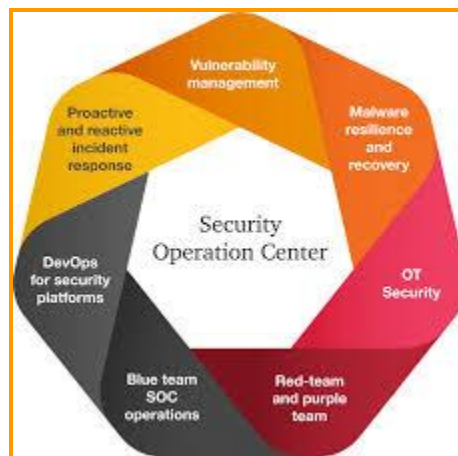 Vulnerability
management
Malware
resilience
and
recovery
OT
Security
Red-team
and purple
team
Blue team
SOC
operations
DevOps
for security
platforms
Proactive
and reactive
incident
response
Security
Operation Center